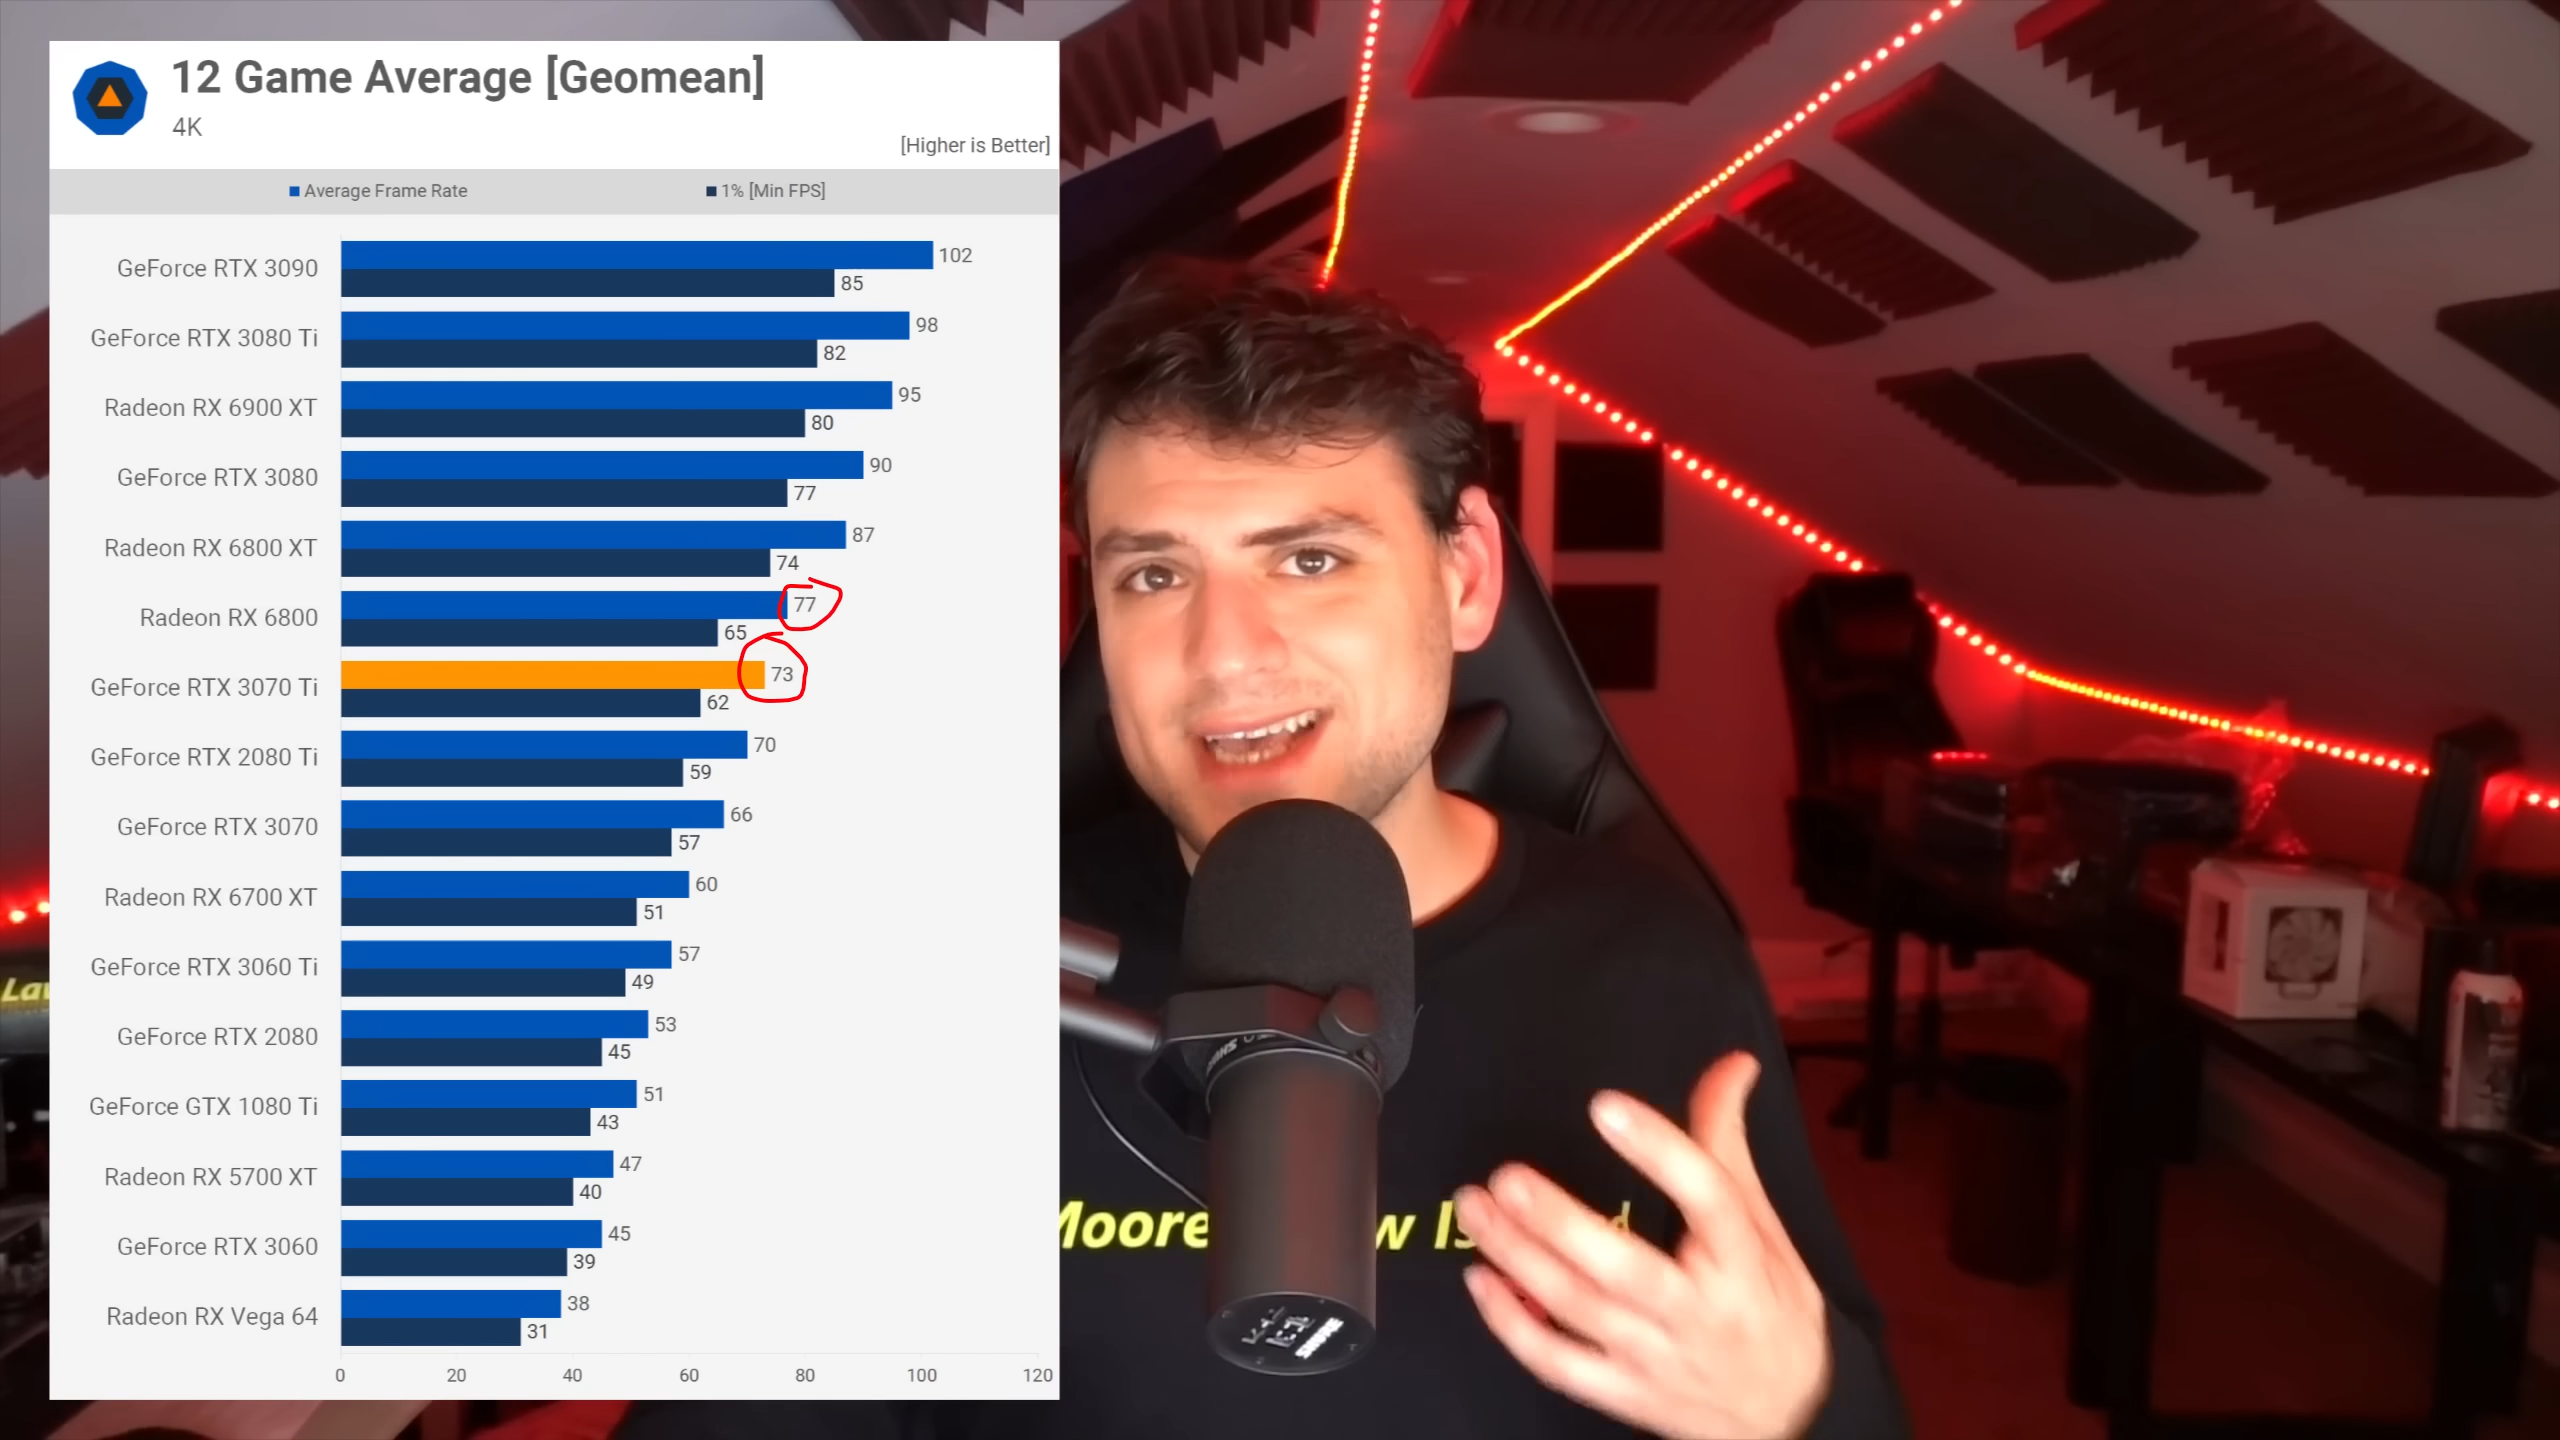 12 Game Average [Geomean]
4K
[Higher is Better]
Average Frame Rate 1% [Min FPS]
GeForce RTX 3090 102
85
GeForce RTX 3080 Ti 98
82
Radeon RX 6900 XT 95
80
GeForce RTX 3080 90
77
Radeon RX 6800 XT 87
74
Radeon RX 6800 77
65
GeForce RTX 3070 Ti 73
62
GeForce RTX 2080 Ti 70
59
GeForce RTX 3070 66
57
Radeon RX 6700 XT 60
51
GeForce RTX 3060 Ti 57
49
GeForce RTX 2080 53
45
GeForce GTX 1080 Ti 51
43
Radeon RX 5700 XT 47
40
GeForce RTX 3060 45
39
Radeon RX Vega 64 38
31
0 20 40 60 80 100 120
Moore w Is d
SHURE